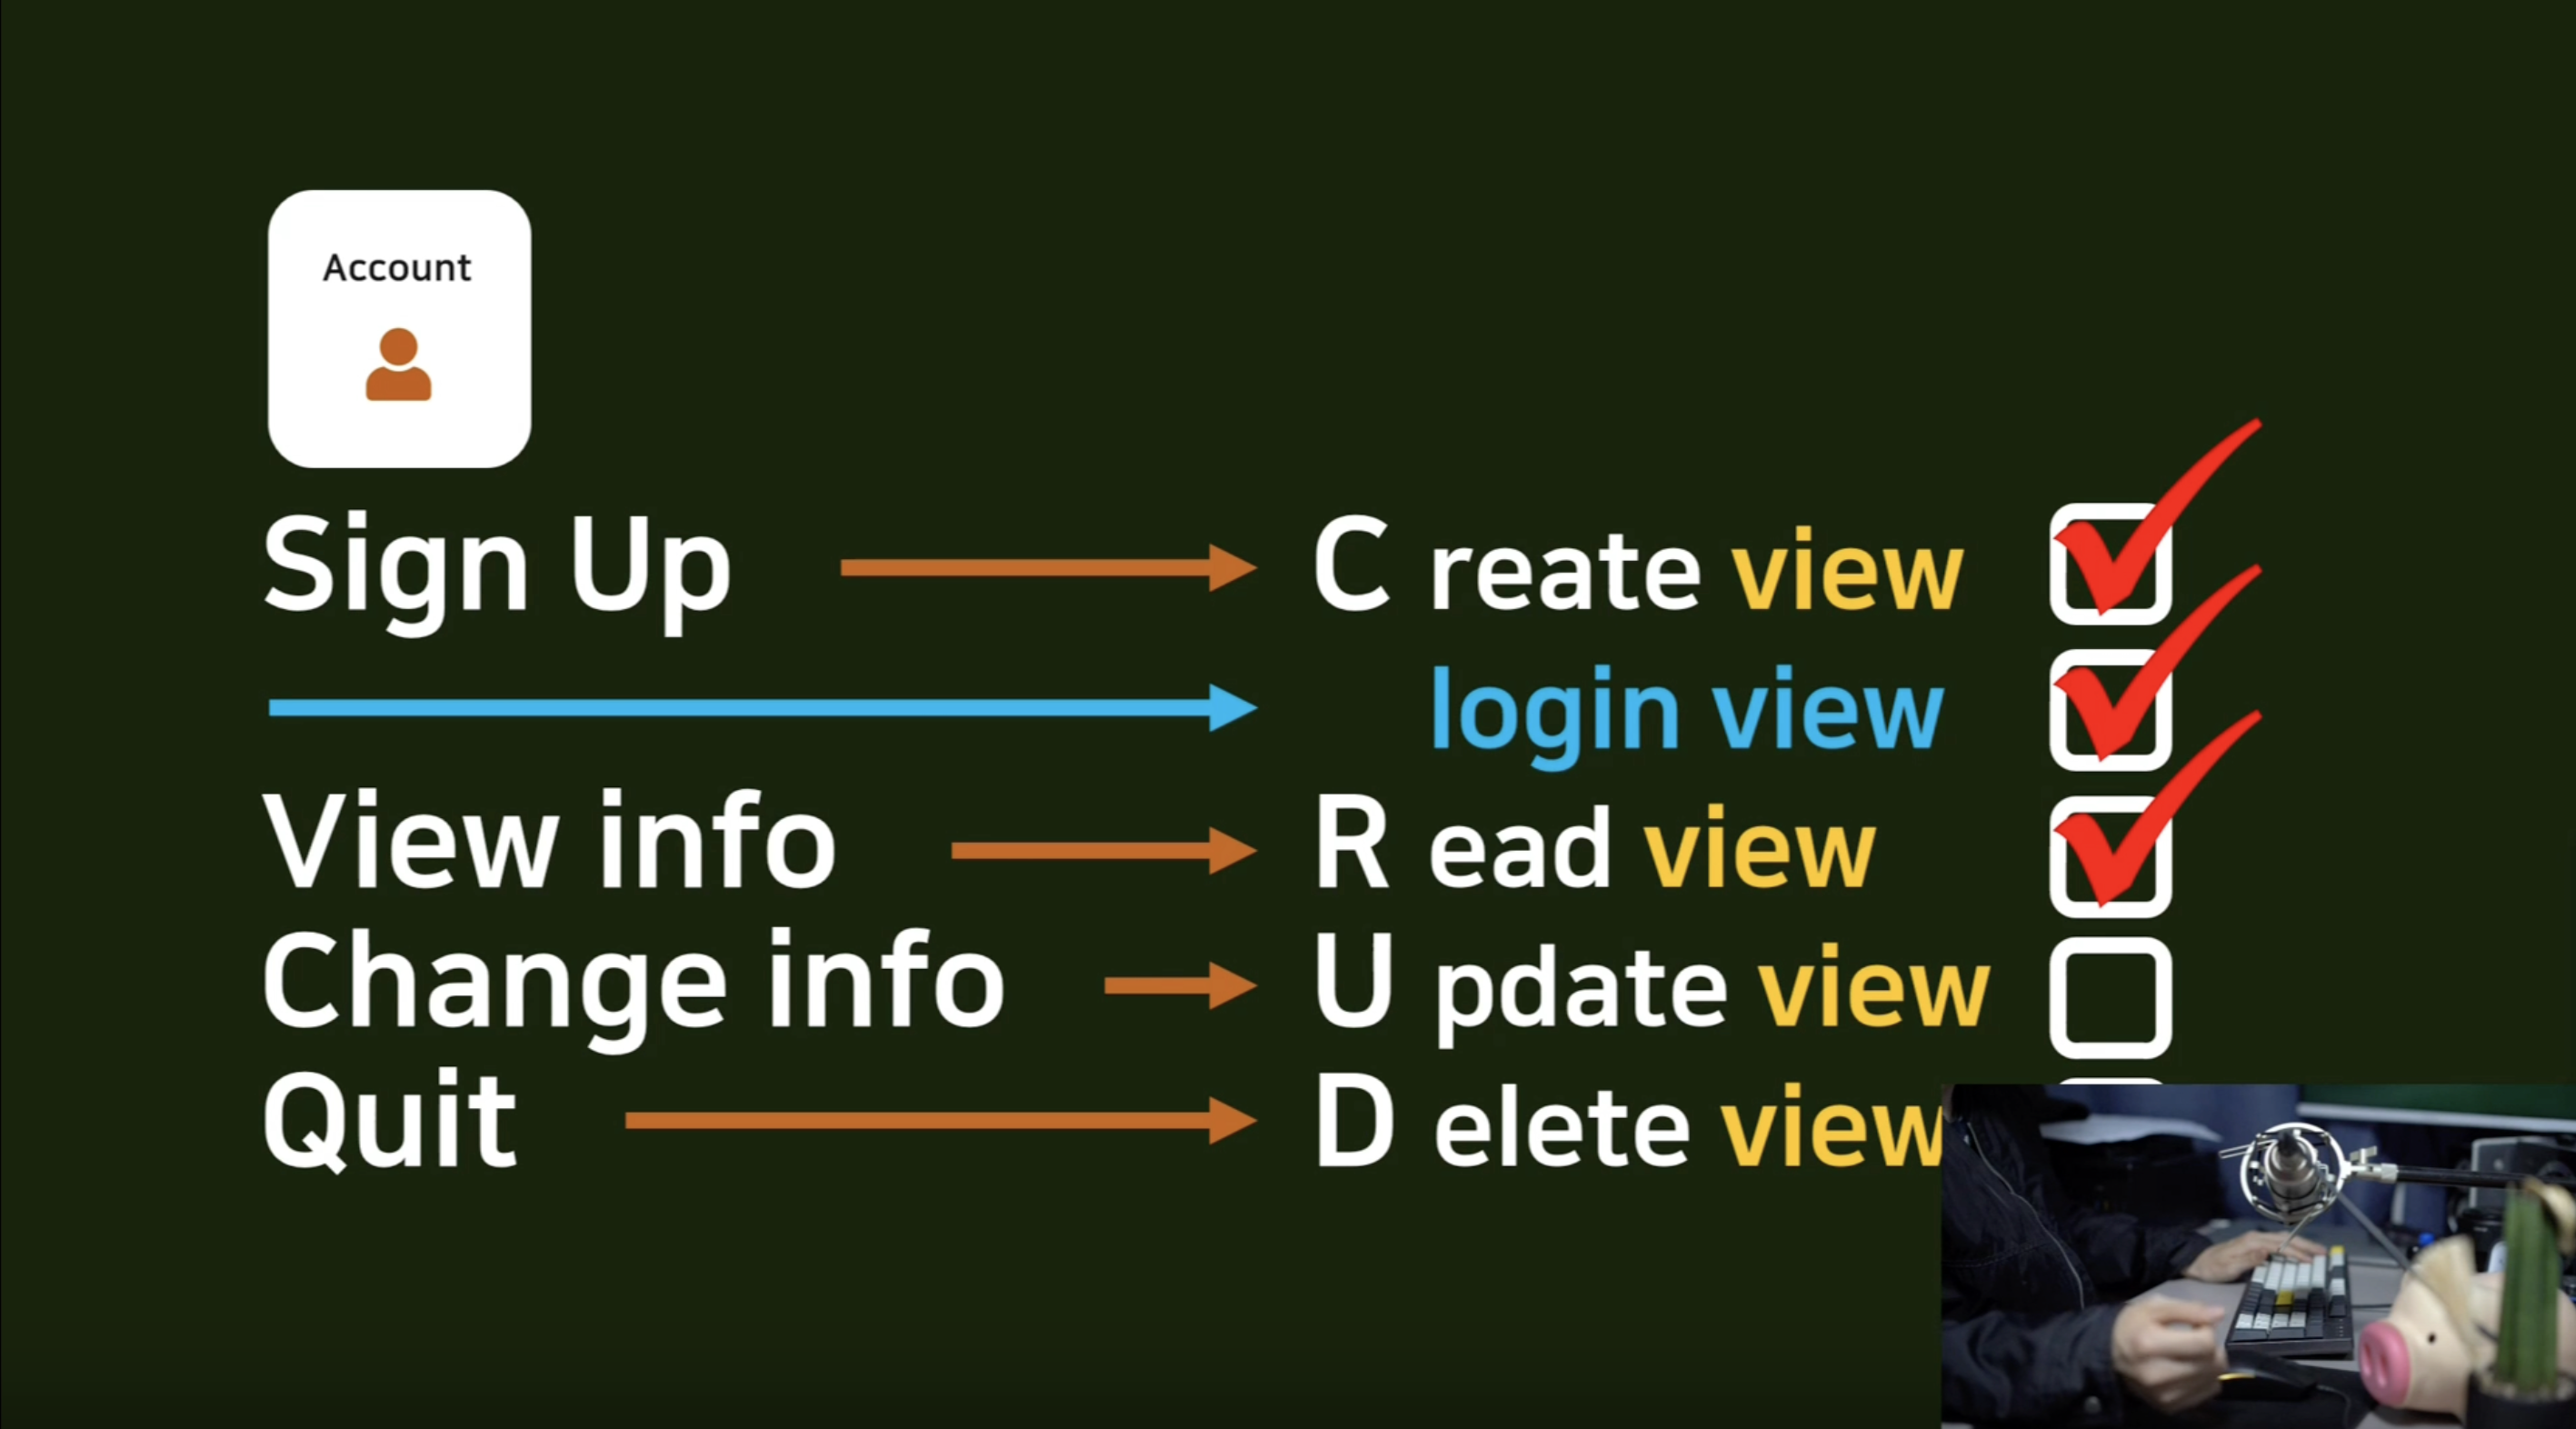 Account
Sign Up C reate view
login view
View info R ead view
Change info U pdate view
Quit D elete view